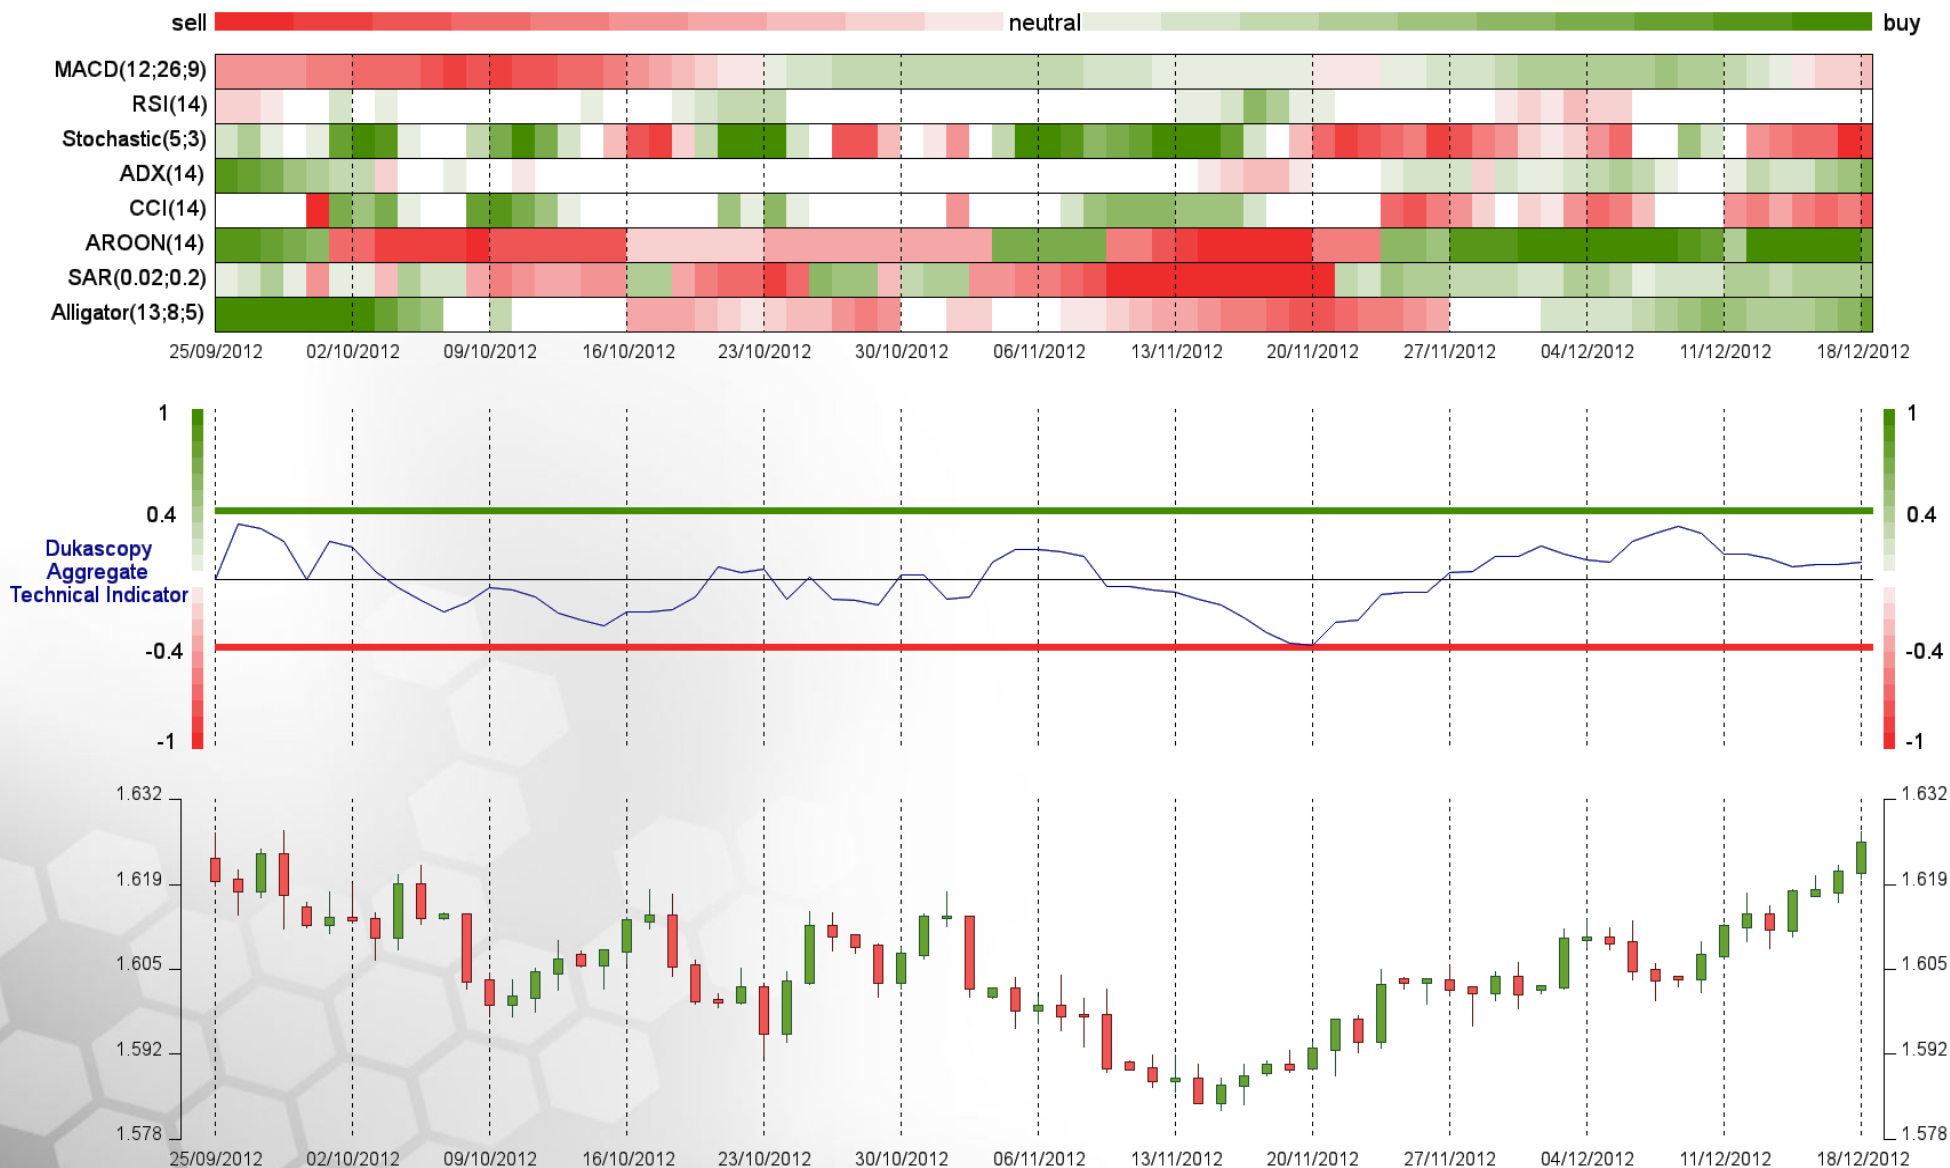 sell neutral buy
MACD(12;26;9)
RSI(14)
Stochastic(5;3)
ADX(14)
CCI(14)
AROON(14)
SAR(0.02;0.2)
Alligator(13;8;5)
25/09/2012 02/10/2012 09/10/2012 16/10/2012 23/10/2012 30/10/2012 06/11/2012 13/11/2012 20/11/2012 27/11/2012 04/12/2012 11/12/2012 18/12/2012
1 1
0.4 0.4
Dukascopy
Aggregate
Technical Indicator
-0.4 -0.4
-1 -1
1.632 1.632
1.619 1.619
1.605 1.605
1.592 1.592
1.578 1.578
25/09/2012 02/10/2012 09/10/2012 16/10/2012 23/10/2012 30/10/2012 06/11/2012 13/11/2012 20/11/2012 27/11/2012 04/12/2012 11/12/2012 18/12/2012